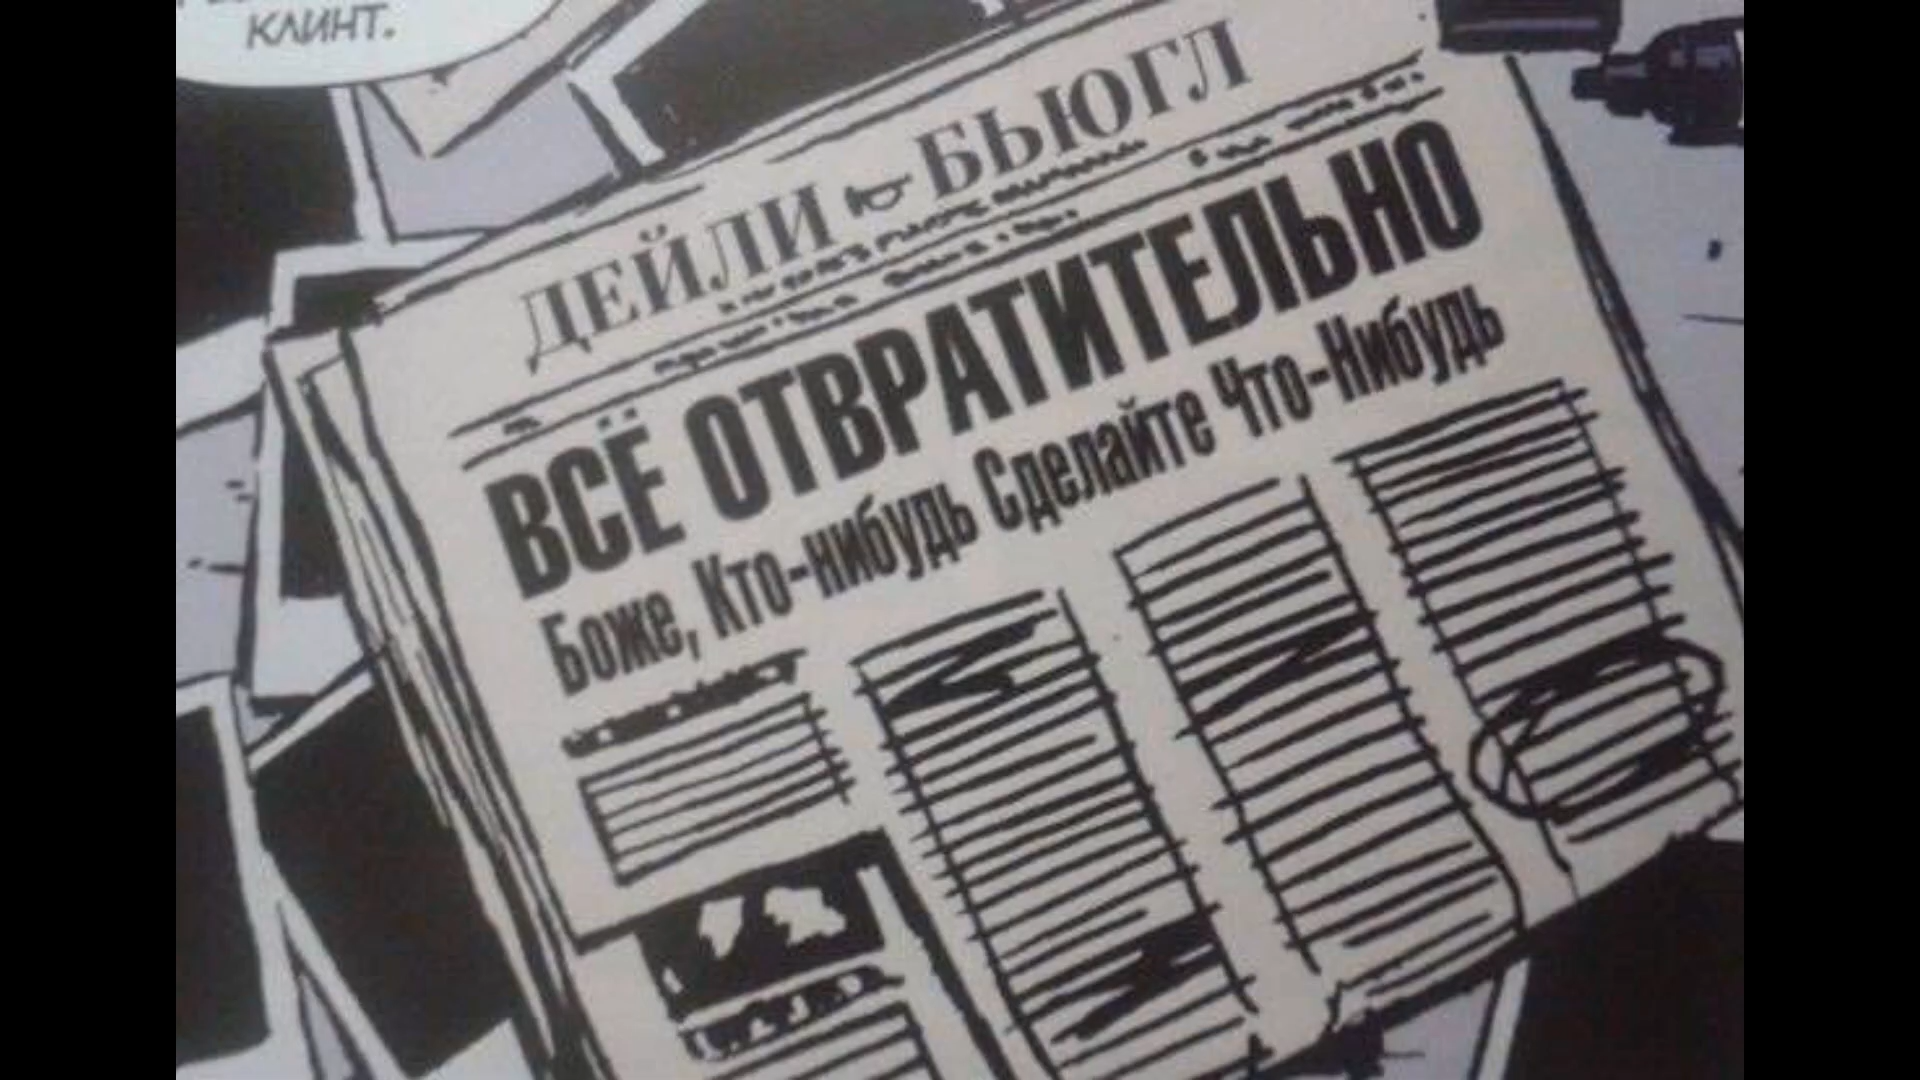 КЛИНТ.
ДЕЙЛИ БЬЮГЛ
ВСЁ ОТВРАТИТЕЛЬНО
Боже, Кто-нибудь Сделайте Что-Нибудь